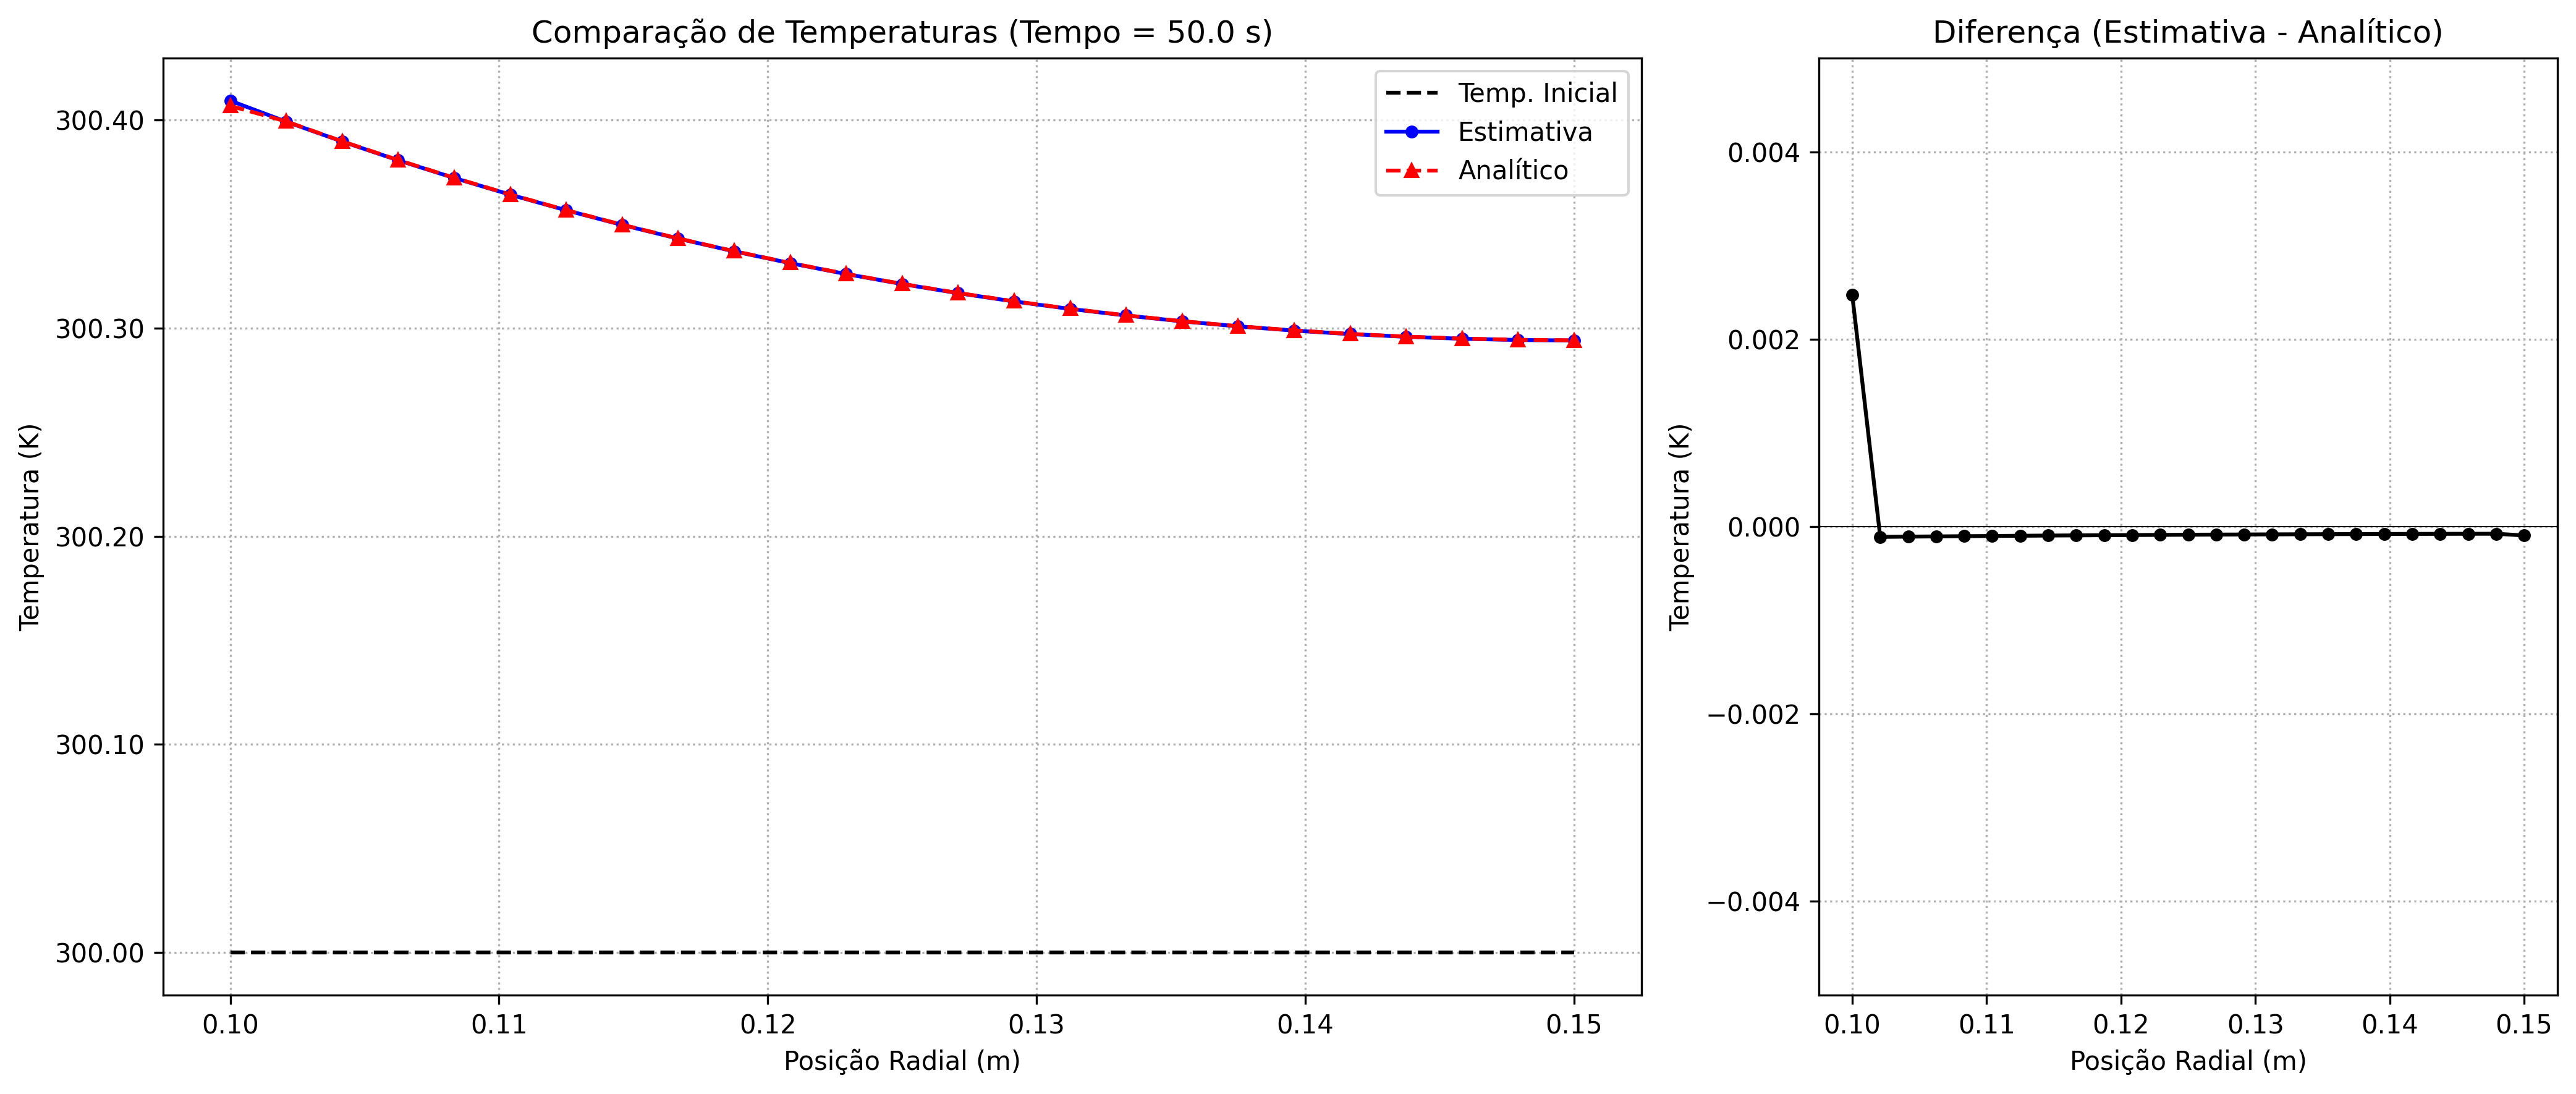 Comparação de Temperaturas (Tempo = 50.0 s)
Temperatura (K)
300.40
300.30
300.20
300.10
300.00
Temp. Inicial
Estimativa
Analítico
0.10 0.11 0.12 0.13 0.14 0.15
Posição Radial (m)
Diferença (Estimativa - Analítico)
Temperatura (K)
0.004
0.002
0.000
−0.002
−0.004
0.10 0.11 0.12 0.13 0.14 0.15
Posição Radial (m)